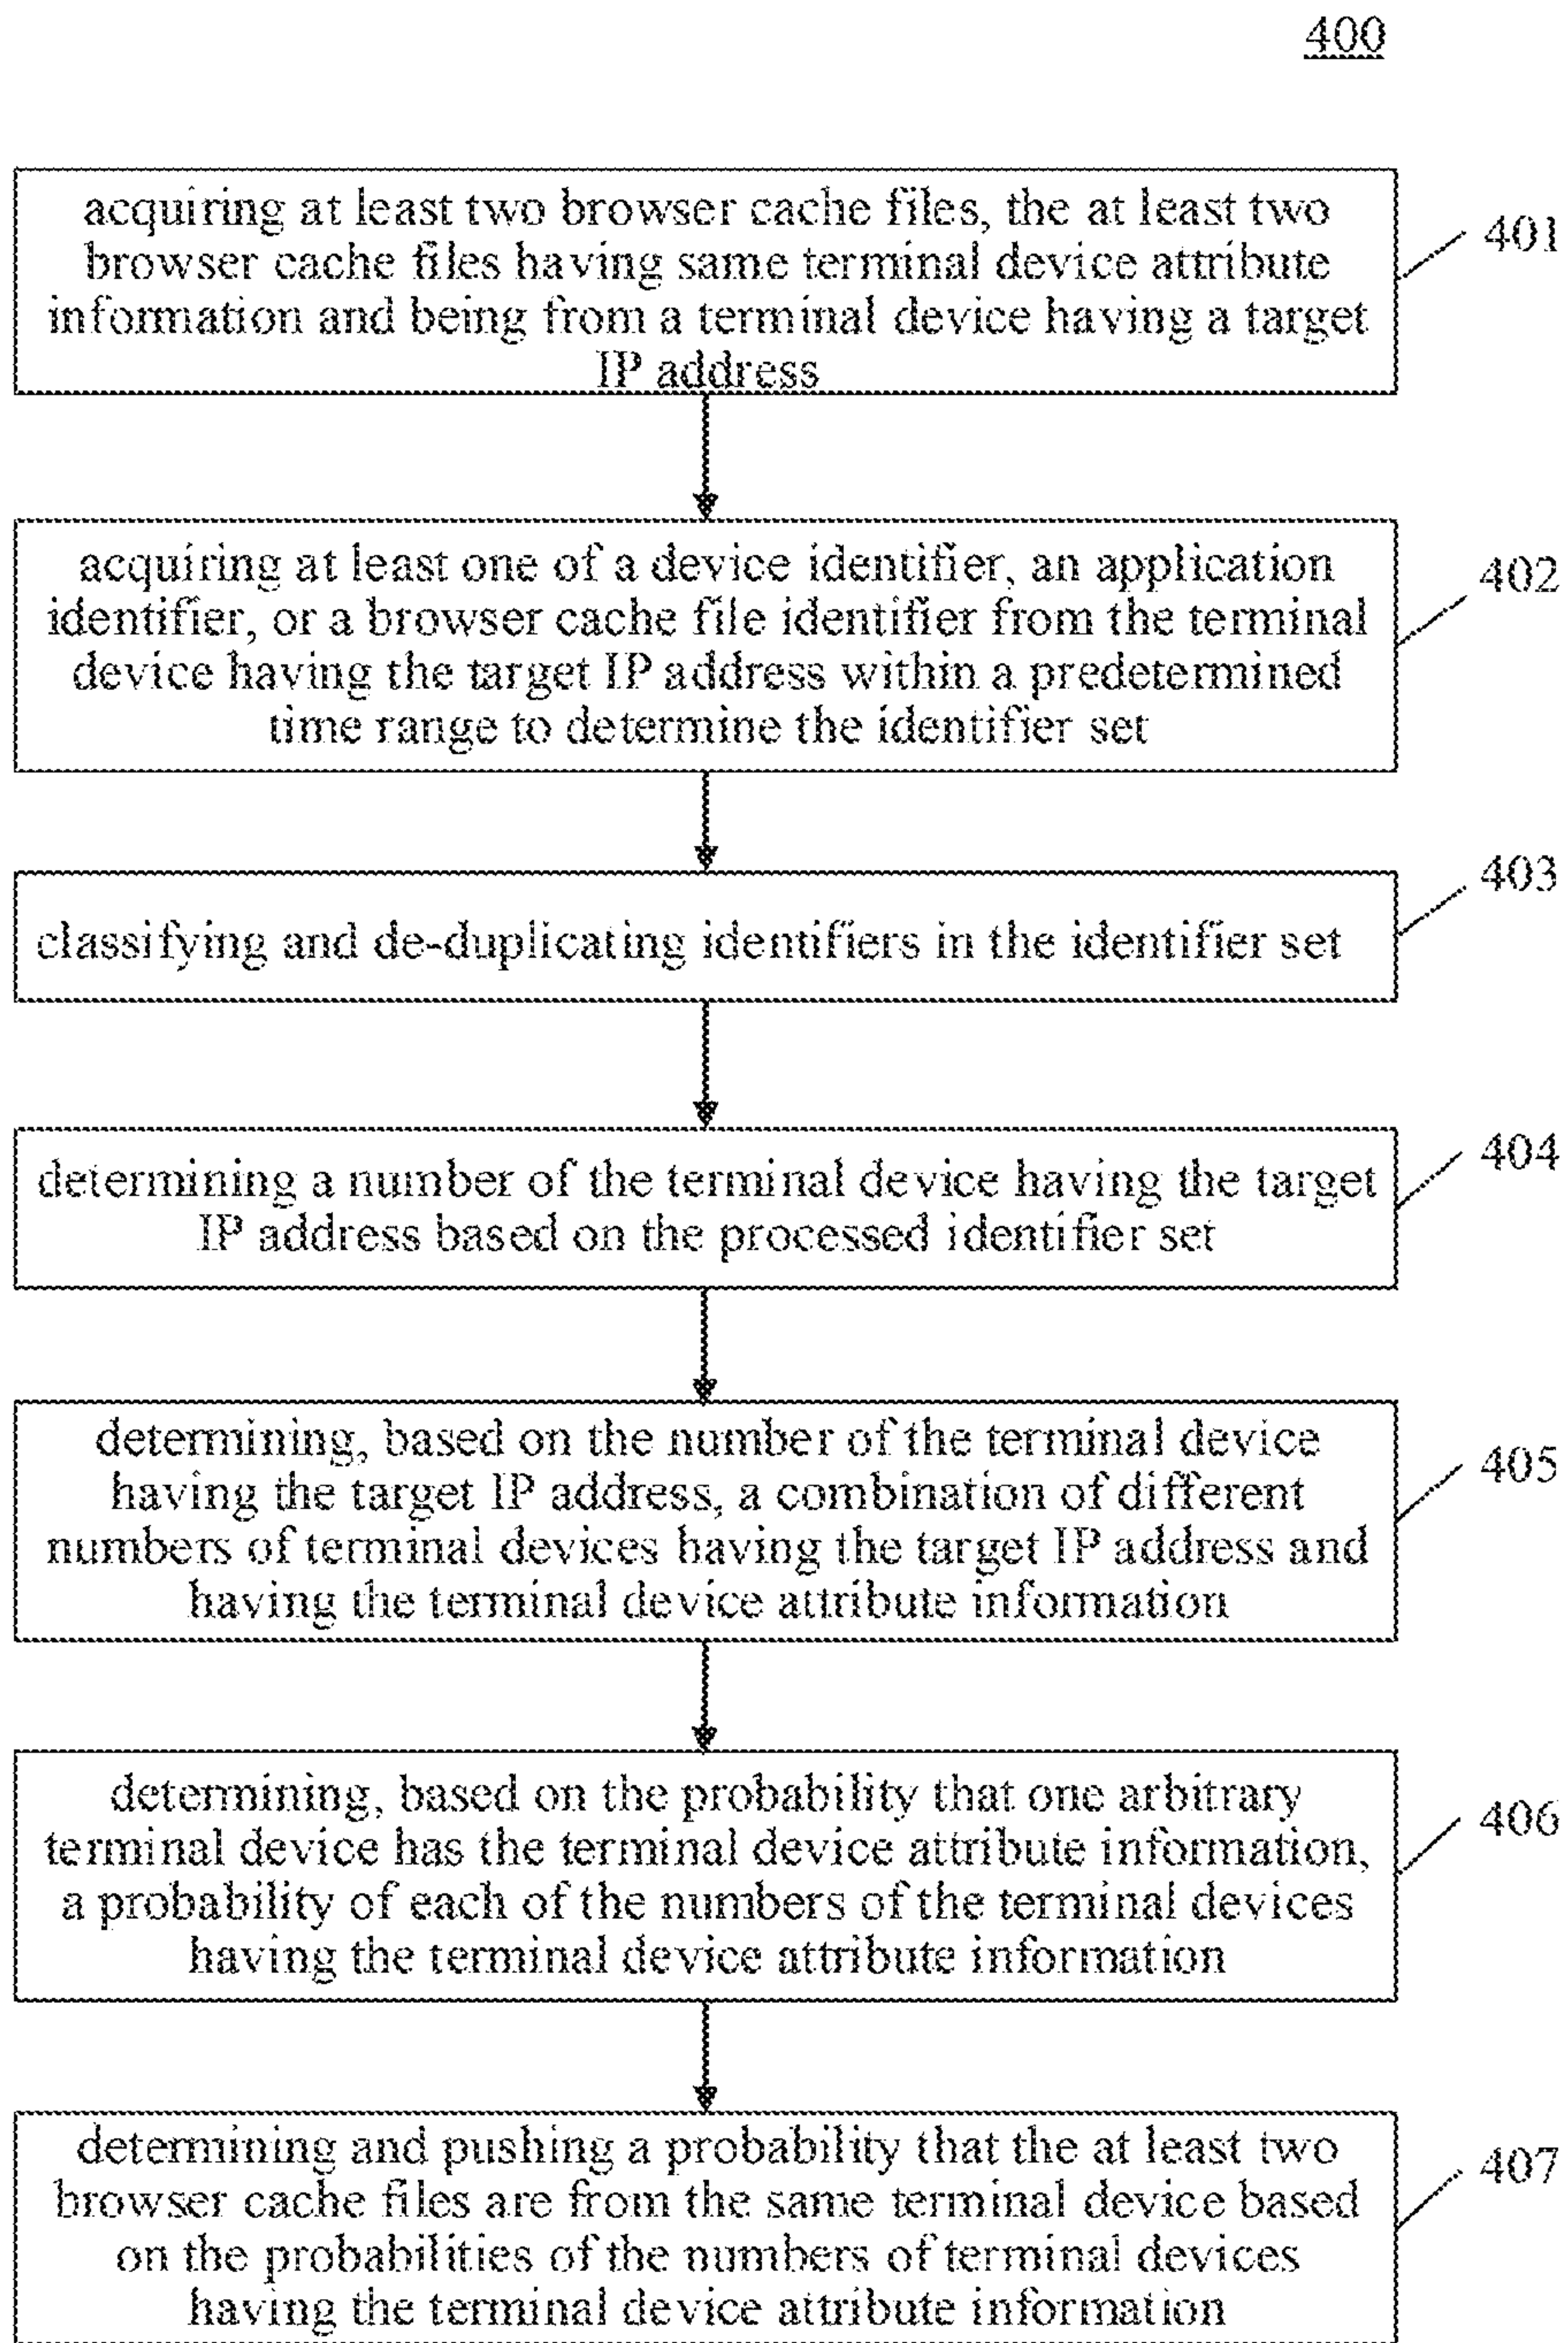 400
acquiring at least two browser cache files, the at least two
browser cache files having same terminal device attribute
information and being from a terminal device having a target
IP address
401
acquiring at least one of a device identifier, an application
identifier, or a browser cache file identifier from the terminal
device having the target IP address within a predetermined
time range to determine the identifier set
402
classifying and de-duplicating identifiers in the identifier set
403
determining a number of the terminal device having the target
IP address based on the processed identifier set
404
determining, based on the number of the terminal device
having the target IP address, a combination of different
numbers of terminal devices having the target IP address and
having the terminal device attribute information
405
determining, based on the probability that one arbitrary
terminal device has the terminal device attribute information,
a probability of each of the numbers of the terminal devices
having the terminal device attribute information
406
determining and pushing a probability that the at least two
browser cache files are from the same terminal device based
on the probabilities of the numbers of terminal devices
having the terminal device attribute information
407